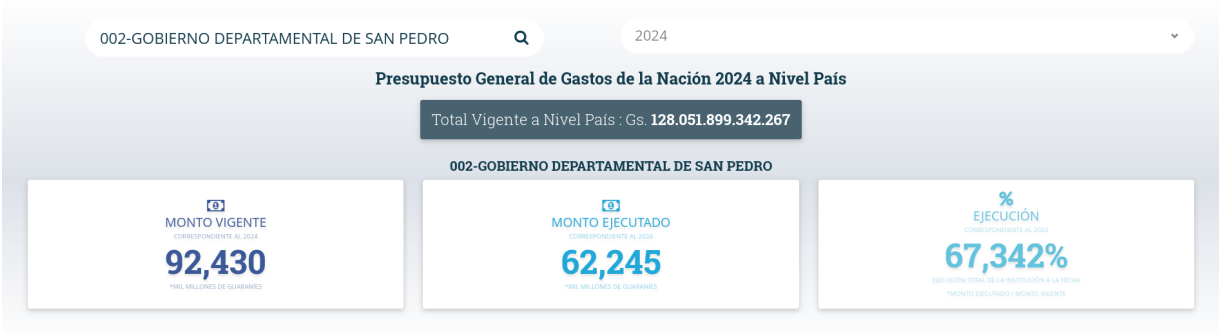 002-GOBIERNO DEPARTAMENTAL DE SAN PEDRO
2024
Presupuesto General de Gastos de la Nación 2024 a Nivel País
Total Vigente a Nivel País : Gs. 128.051.899.342.267
002-GOBIERNO DEPARTAMENTAL DE SAN PEDRO
MONTO VIGENTE
CORRESPONDIENTE AL 2024
92,430
*MIL MILLONES DE GUARANÍES
MONTO EJECUTADO
CORRESPONDIENTE AL 2024
62,245
*MIL MILLONES DE GUARANÍES
%
EJECUCIÓN
CORRESPONDIENTE AL 2024
67,342%
EJECUCIÓN TOTAL DE LA INSTITUCIÓN A LA FECHA
*MONTO EJECUTADO / MONTO VIGENTE